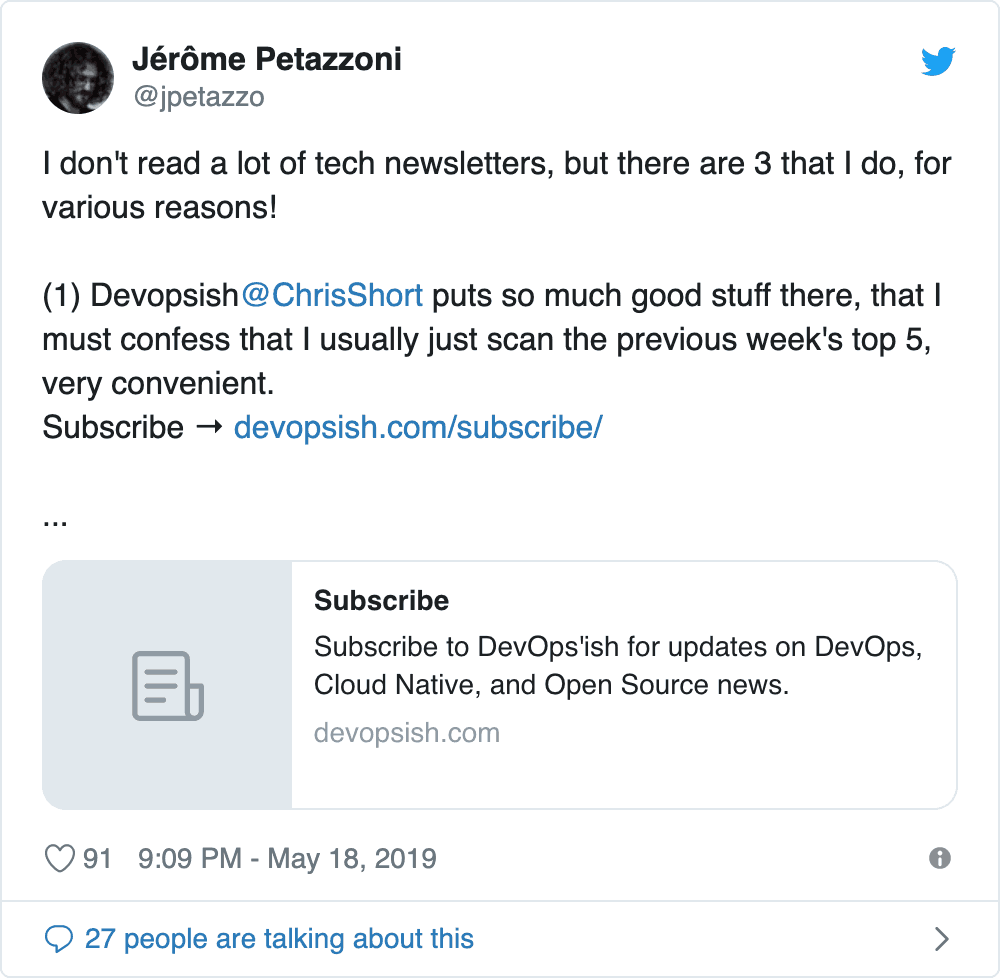 Jérôme Petazzoni
@jpetazzo
I don't read a lot of tech newsletters, but there are 3 that I do, for
various reasons!
(1) Devopsish@ChrisShort puts so much good stuff there, that I
must confess that I usually just scan the previous week's top 5,
very convenient.
Subscribe → devopsish.com/subscribe/
...
Subscribe
Subscribe to DevOps'ish for updates on DevOps,
Cloud Native, and Open Source news.
devopsish.com
91 9:09 PM - May 18, 2019
27 people are talking about this